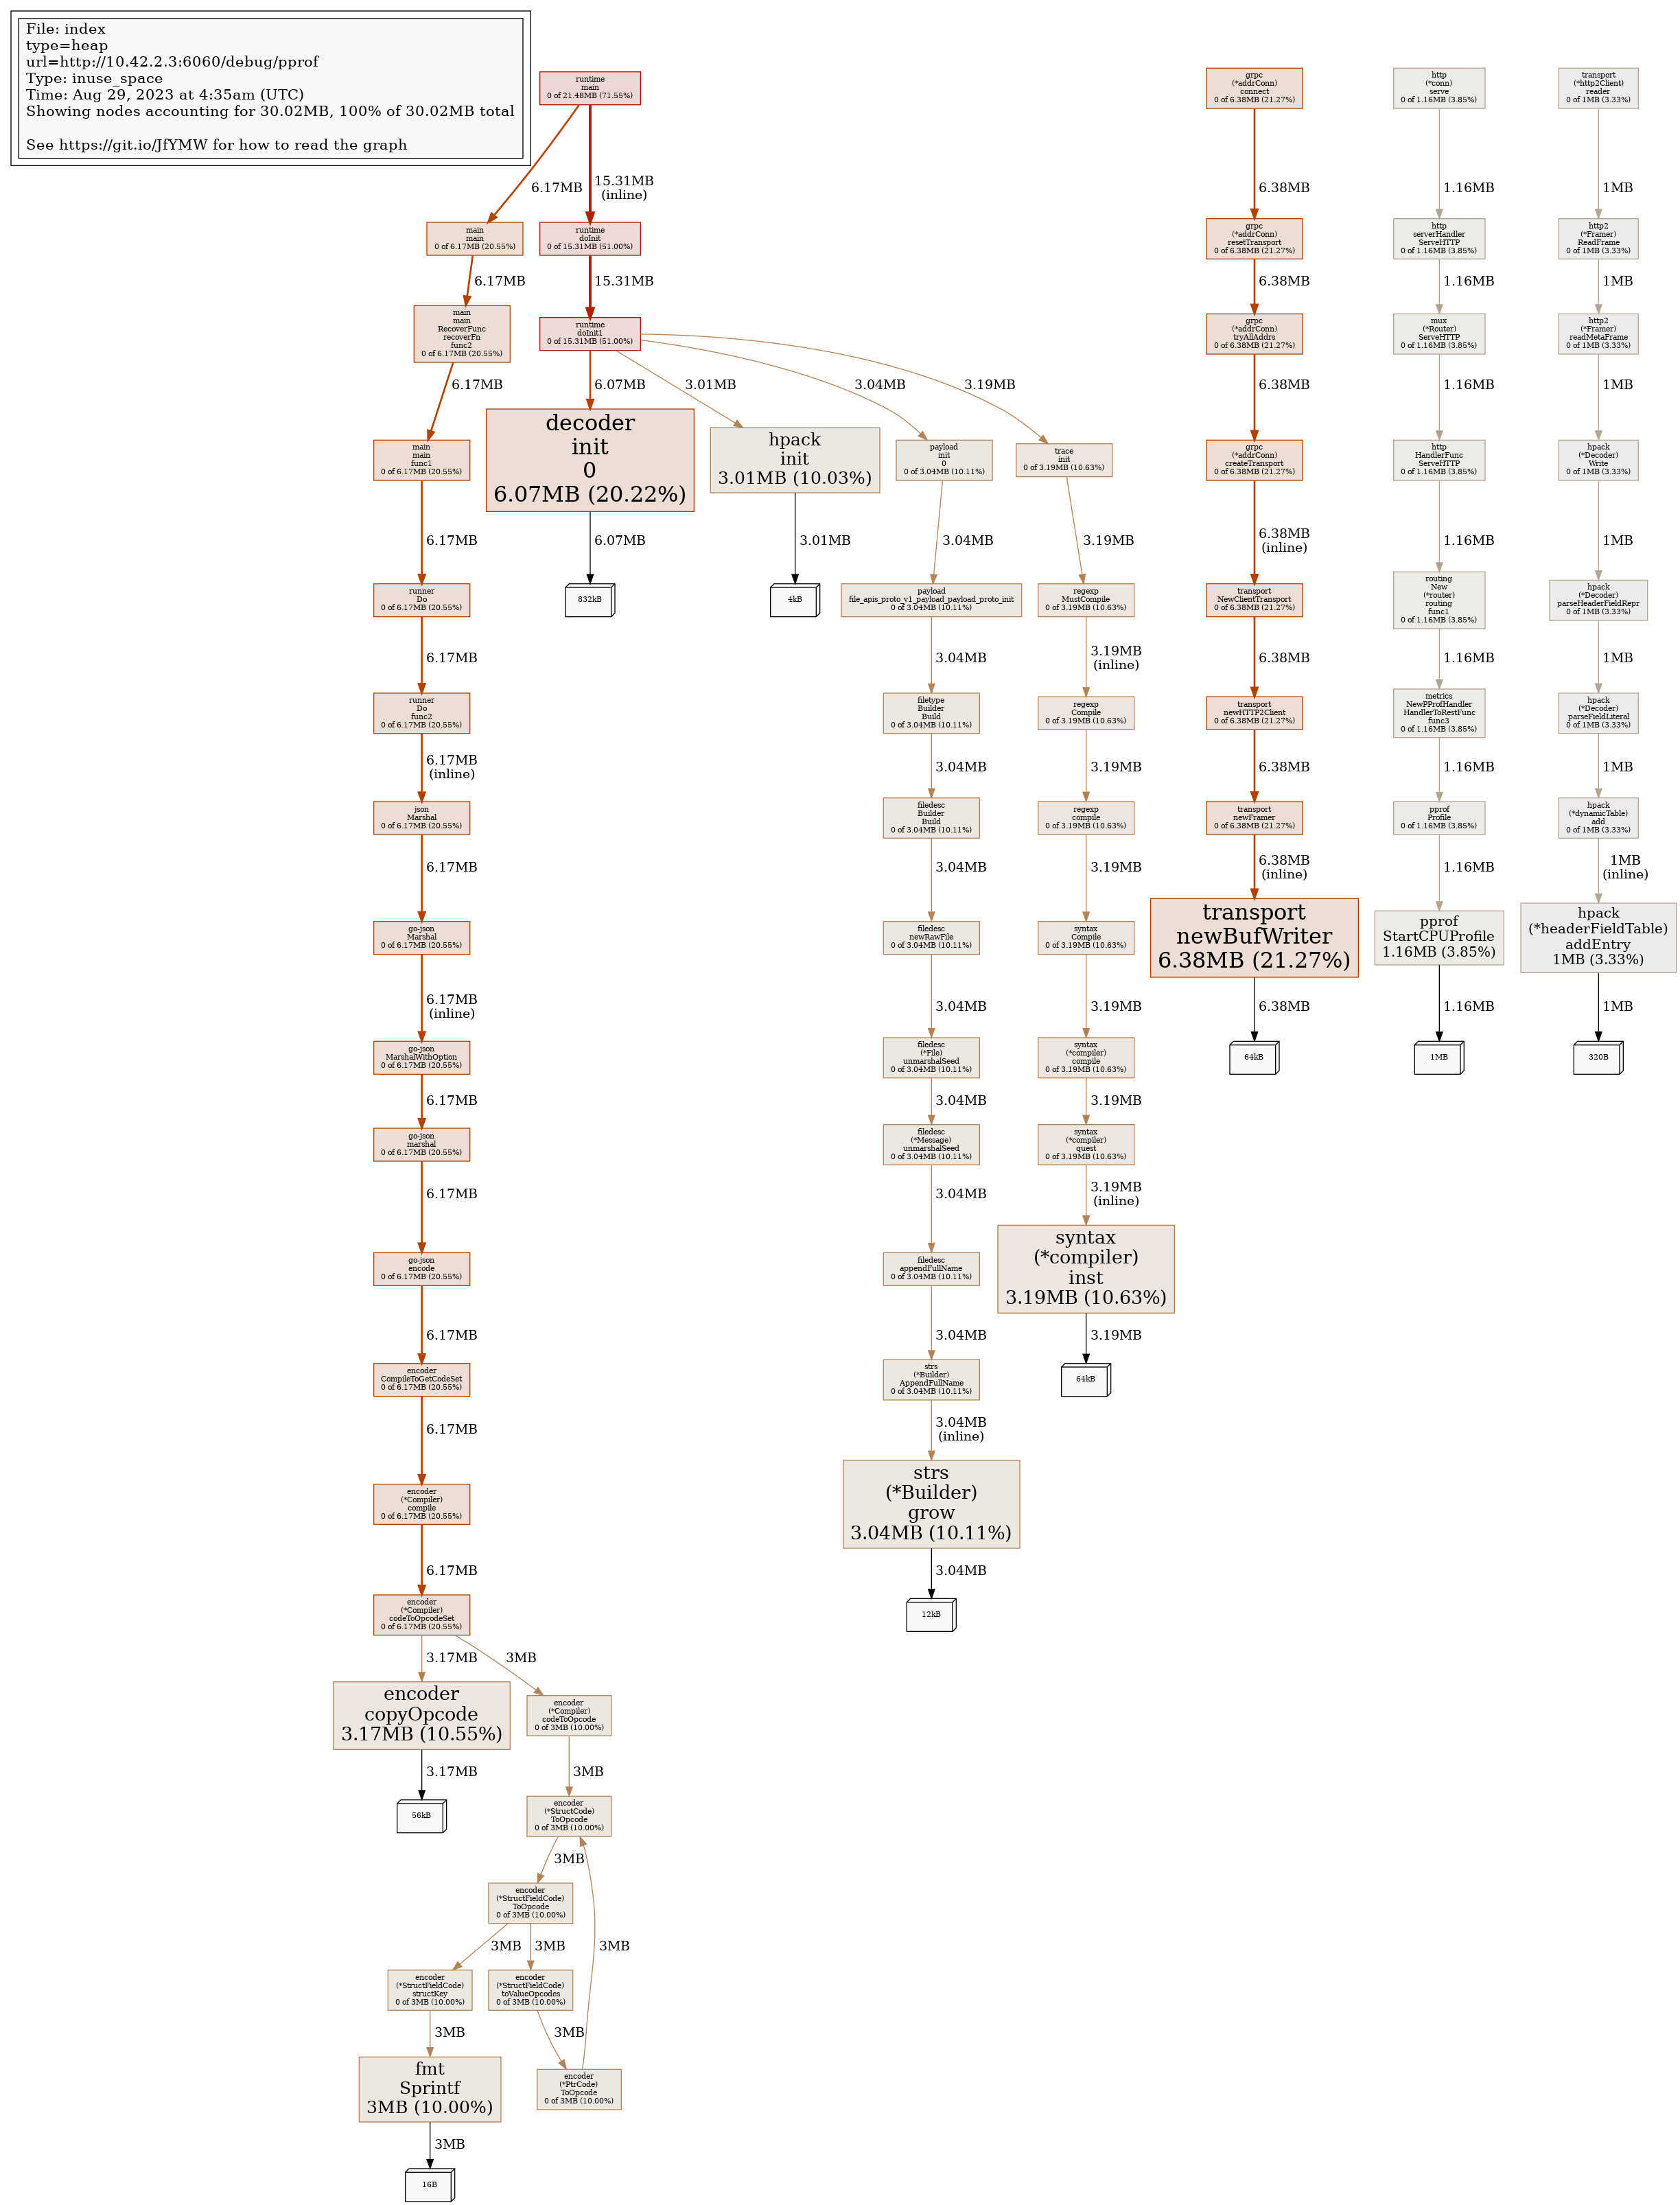 File: index
type=heap
url=http://10.42.2.3:6060/debug/pprof
Type: inuse_space
Time: Aug 29, 2023 at 4:35am (UTC)
Showing nodes accounting for 30.02MB, 100% of 30.02MB total
See https://git.io/JfYMW for how to read the graph
runtime
main
0 of 21.48MB (71.55%)
6.17MB
15.31MB
(inline)
main
main
0 of 6.17MB (20.55%)
runtime
doInit
0 of 15.31MB (51.00%)
6.17MB
15.31MB
main
main
RecoverFunc
recoverFn
func2
0 of 6.17MB (20.55%)
runtime
doInit1
0 of 15.31MB (51.00%)
6.17MB
6.07MB
3.01MB
3.04MB
3.19MB
main
main
func1
0 of 6.17MB (20.55%)
6.17MB
runner
Do
0 of 6.17MB (20.55%)
6.17MB
runner
Do
func2
0 of 6.17MB (20.55%)
6.17MB
(inline)
json
Marshal
0 of 6.17MB (20.55%)
6.17MB
go-json
Marshal
0 of 6.17MB (20.55%)
6.17MB
(inline)
go-json
MarshalWithOption
0 of 6.17MB (20.55%)
6.17MB
go-json
marshal
0 of 6.17MB (20.55%)
6.17MB
go-json
encode
0 of 6.17MB (20.55%)
6.17MB
encoder
CompileToGetCodeSet
0 of 6.17MB (20.55%)
6.17MB
encoder
(*Compiler)
compile
0 of 6.17MB (20.55%)
6.17MB
encoder
(*Compiler)
codeToOpcodeSet
0 of 6.17MB (20.55%)
3.17MB
3MB
encoder
copyOpcode
3.17MB (10.55%)
3.17MB
56kB
encoder
(*Compiler)
codeToOpcode
0 of 3MB (10.00%)
3MB
encoder
(*StructCode)
ToOpcode
0 of 3MB (10.00%)
3MB
encoder
(*StructFieldCode)
ToOpcode
0 of 3MB (10.00%)
3MB
3MB
3MB
encoder
(*StructFieldCode)
structKey
0 of 3MB (10.00%)
encoder
(*StructFieldCode)
toValueOpcodes
0 of 3MB (10.00%)
3MB
3MB
fmt
Sprintf
3MB (10.00%)
encoder
(*PtrCode)
ToOpcode
0 of 3MB (10.00%)
3MB
16B
decoder
init
0
6.07MB (20.22%)
6.07MB
832kB
hpack
init
3.01MB (10.03%)
3.01MB
4kB
payload
init
0
0 of 3.04MB (10.11%)
3.04MB
payload
file_apis_proto_v1_payload_payload_proto_init
0 of 3.04MB (10.11%)
3.04MB
filetype
Builder
Build
0 of 3.04MB (10.11%)
3.04MB
filedesc
Builder
Build
0 of 3.04MB (10.11%)
3.04MB
filedesc
newRawFile
0 of 3.04MB (10.11%)
3.04MB
filedesc
(*File)
unmarshalSeed
0 of 3.04MB (10.11%)
3.04MB
filedesc
(*Message)
unmarshalSeed
0 of 3.04MB (10.11%)
3.04MB
filedesc
appendFullName
0 of 3.04MB (10.11%)
3.04MB
strs
(*Builder)
AppendFullName
0 of 3.04MB (10.11%)
3.04MB
(inline)
strs
(*Builder)
grow
3.04MB (10.11%)
3.04MB
12kB
trace
init
0 of 3.19MB (10.63%)
3.19MB
regexp
MustCompile
0 of 3.19MB (10.63%)
3.19MB
(inline)
regexp
Compile
0 of 3.19MB (10.63%)
3.19MB
regexp
compile
0 of 3.19MB (10.63%)
3.19MB
syntax
Compile
0 of 3.19MB (10.63%)
3.19MB
syntax
(*compiler)
compile
0 of 3.19MB (10.63%)
3.19MB
syntax
(*compiler)
quest
0 of 3.19MB (10.63%)
3.19MB
(inline)
syntax
(*compiler)
inst
3.19MB (10.63%)
3.19MB
64kB
grpc
(*addrConn)
connect
0 of 6.38MB (21.27%)
6.38MB
grpc
(*addrConn)
resetTransport
0 of 6.38MB (21.27%)
6.38MB
grpc
(*addrConn)
tryAllAddrs
0 of 6.38MB (21.27%)
6.38MB
grpc
(*addrConn)
createTransport
0 of 6.38MB (21.27%)
6.38MB
(inline)
transport
NewClientTransport
0 of 6.38MB (21.27%)
6.38MB
transport
newHTTP2Client
0 of 6.38MB (21.27%)
6.38MB
transport
newFramer
0 of 6.38MB (21.27%)
6.38MB
(inline)
transport
newBufWriter
6.38MB (21.27%)
6.38MB
64kB
http
(*conn)
serve
0 of 1.16MB (3.85%)
1.16MB
http
serverHandler
ServeHTTP
0 of 1.16MB (3.85%)
1.16MB
mux
(*Router)
ServeHTTP
0 of 1.16MB (3.85%)
1.16MB
http
HandlerFunc
ServeHTTP
0 of 1.16MB (3.85%)
1.16MB
routing
New
(*router)
routing
func1
0 of 1.16MB (3.85%)
1.16MB
metrics
NewPProfHandler
HandlerToRestFunc
func3
0 of 1.16MB (3.85%)
1.16MB
pprof
Profile
0 of 1.16MB (3.85%)
1.16MB
pprof
StartCPUProfile
1.16MB (3.85%)
1.16MB
1MB
transport
(*http2Client)
reader
0 of 1MB (3.33%)
1MB
http2
(*Framer)
ReadFrame
0 of 1MB (3.33%)
1MB
http2
(*Framer)
readMetaFrame
0 of 1MB (3.33%)
1MB
hpack
(*Decoder)
Write
0 of 1MB (3.33%)
1MB
hpack
(*Decoder)
parseHeaderFieldRepr
0 of 1MB (3.33%)
1MB
hpack
(*Decoder)
parseFieldLiteral
0 of 1MB (3.33%)
1MB
hpack
(*dynamicTable)
add
0 of 1MB (3.33%)
1MB
(inline)
hpack
(*headerFieldTable)
addEntry
1MB (3.33%)
1MB
320B